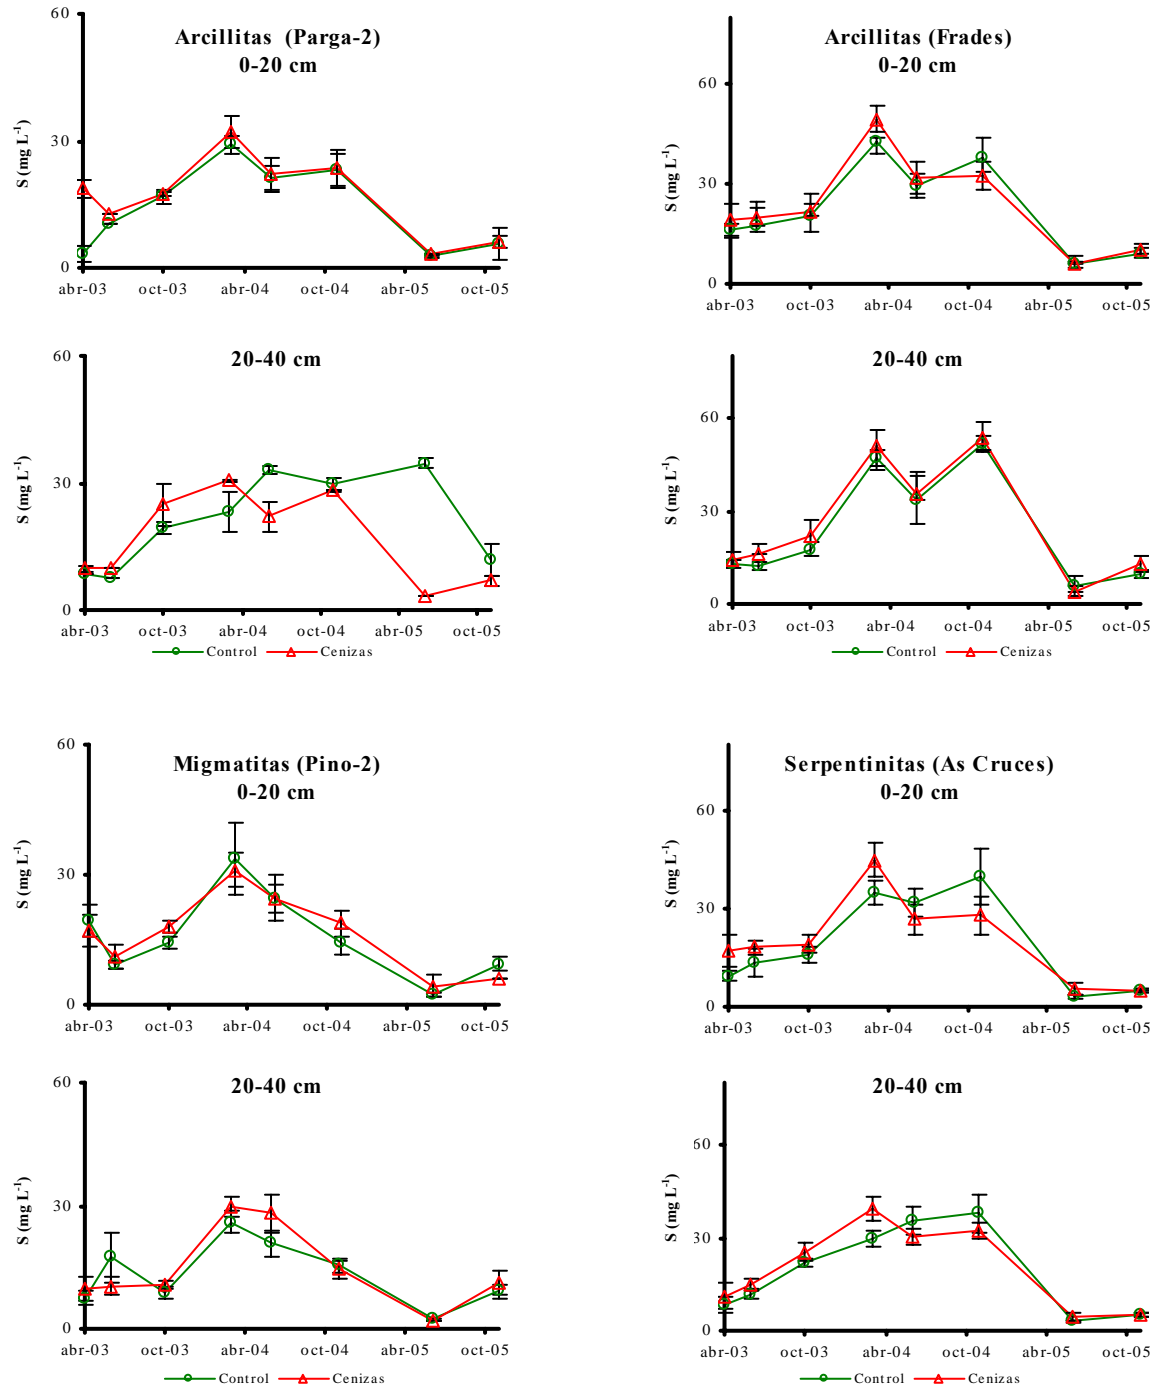 Arcillitas (Parga-2)
0-20 cm
S (mg L⁻¹)
60
30
0
abr-03 oct-03 abr-04 oct-04 abr-05 oct-05
20-40 cm
S (mg L⁻¹)
60
30
0
abr-03 oct-03 abr-04 oct-04 abr-05 oct-05
Control Cenizas
Arcillitas (Frades)
0-20 cm
S (mg L⁻¹)
60
30
0
abr-03 oct-03 abr-04 oct-04 abr-05 oct-05
20-40 cm
S (mg L⁻¹)
60
30
0
abr-03 oct-03 abr-04 oct-04 abr-05 oct-05
Control Cenizas
Migmatitas (Pino-2)
0-20 cm
S (mg L⁻¹)
60
30
0
abr-03 oct-03 abr-04 oct-04 abr-05 oct-05
20-40 cm
S (mg L⁻¹)
60
30
0
abr-03 oct-03 abr-04 oct-04 abr-05 oct-05
Control Cenizas
Serpentinitas (As Cruces)
0-20 cm
S (mg L⁻¹)
60
30
0
abr-03 oct-03 abr-04 oct-04 abr-05 oct-05
20-40 cm
S (mg L⁻¹)
60
30
0
abr-03 oct-03 abr-04 oct-04 abr-05 oct-05
Control Cenizas